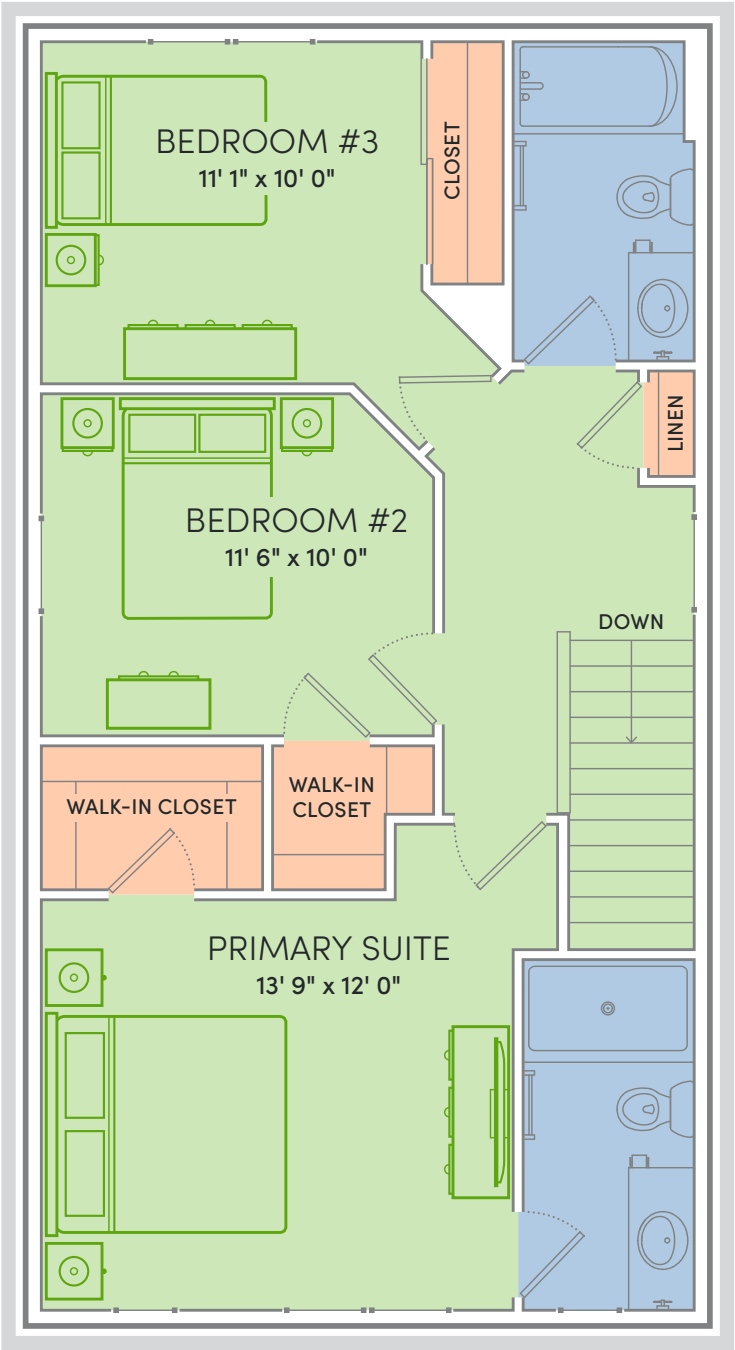 BEDROOM #3
11' 1" x 10' 0"
CLOSET
LINEN
BEDROOM #2
11' 6" x 10' 0"
DOWN
WALK-IN CLOSET
WALK-IN
CLOSET
PRIMARY SUITE
13' 9" x 12' 0"